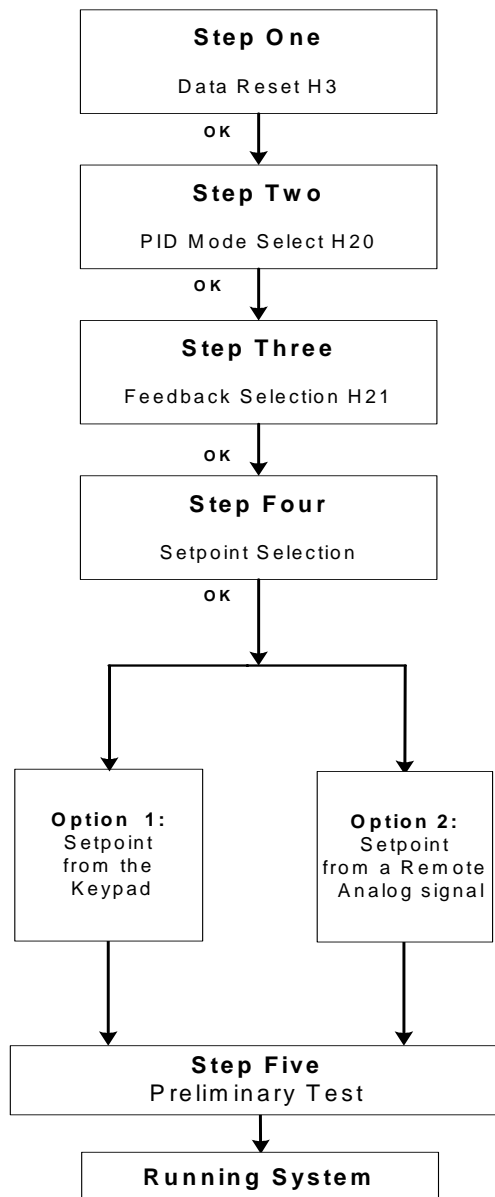 Step One
Data Reset H3
OK
Step Two
PID Mode Select H20
OK
Step Three
Feedback Selection H21
OK
Step Four
Setpoint Selection
OK
Option 1:
Setpoint
from the
Keypad
Option 2:
Setpoint
from a Remote
Analog signal
Step Five
Preliminary Test
Running System